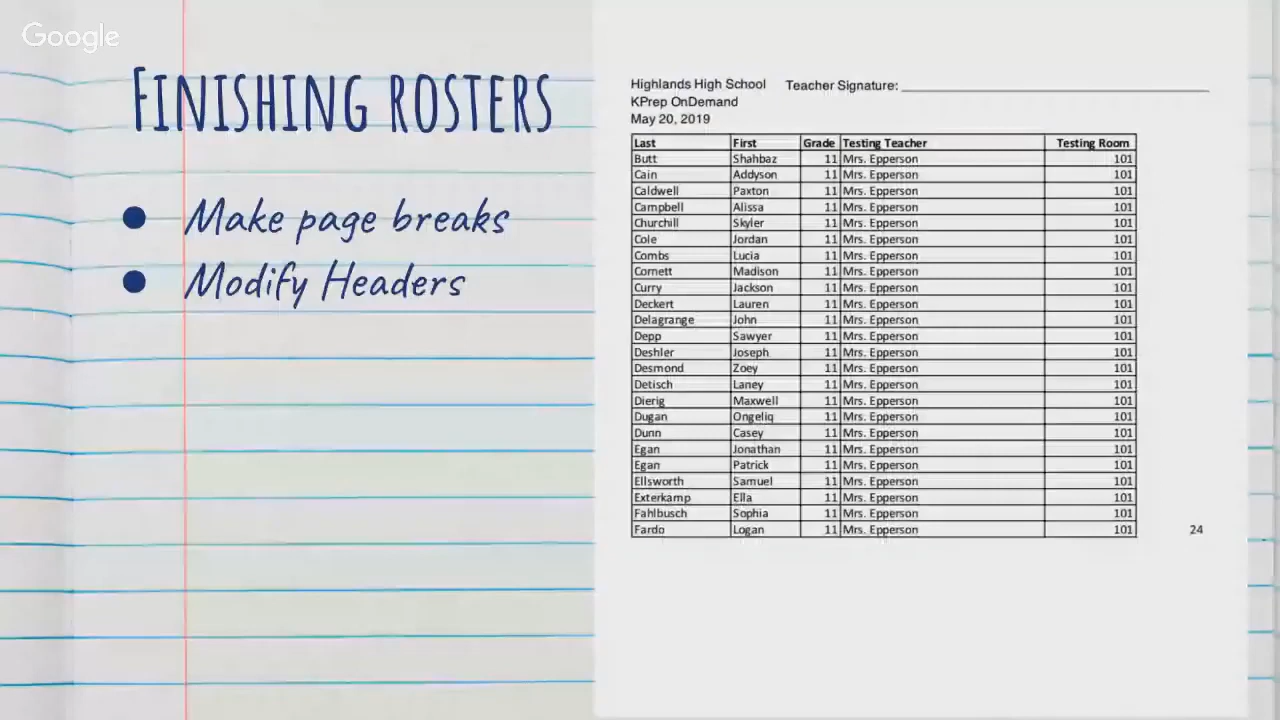 Google
FINISHING ROSTERS
● Make page breaks
● Modify Headers
Highlands High School Teacher Signature: ____________________
KPrep OnDemand
May 20, 2019
Last First Grade Testing Teacher Testing Room
Butt Shahbaz 11 Mrs. Epperson 101
Cain Addyson 11 Mrs. Epperson 101
Caldwell Paxton 11 Mrs. Epperson 101
Campbell Alissa 11 Mrs. Epperson 101
Churchill Skyler 11 Mrs. Epperson 101
Cole Jordan 11 Mrs. Epperson 101
Combs Lucia 11 Mrs. Epperson 101
Cornett Madison 11 Mrs. Epperson 101
Curry Jackson 11 Mrs. Epperson 101
Deckert Lauren 11 Mrs. Epperson 101
Delagrange John 11 Mrs. Epperson 101
Depp Sawyer 11 Mrs. Epperson 101
Deshler Joseph 11 Mrs. Epperson 101
Desmond Zoey 11 Mrs. Epperson 101
Detisch Laney 11 Mrs. Epperson 101
Dierig Maxwell 11 Mrs. Epperson 101
Dugan Ongeliq 11 Mrs. Epperson 101
Dunn Casey 11 Mrs. Epperson 101
Egan Jonathan 11 Mrs. Epperson 101
Egan Patrick 11 Mrs. Epperson 101
Ellsworth Samuel 11 Mrs. Epperson 101
Exterkamp Ella 11 Mrs. Epperson 101
Fahlbusch Sophia 11 Mrs. Epperson 101
Fardo Logan 11 Mrs. Epperson 101 24